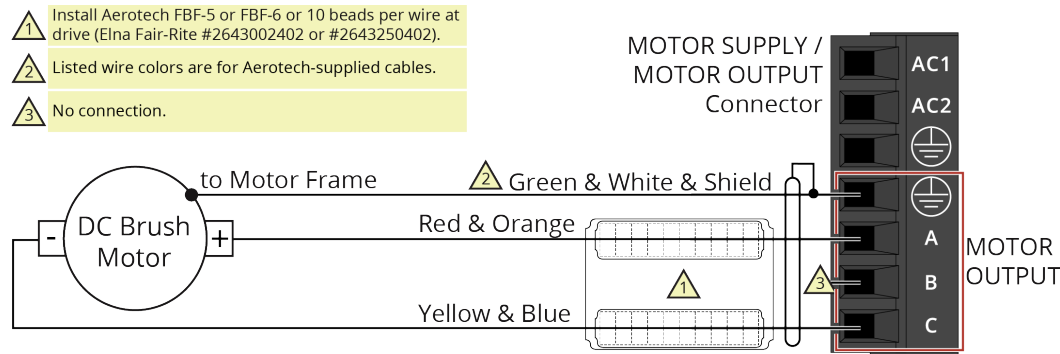 1
Install Aerotech FBF-5 or FBF-6 or 10 beads per wire at
drive (Elna Fair-Rite #2643002402 or #2643250402).
2
Listed wire colors are for Aerotech-supplied cables.
3
No connection.
MOTOR SUPPLY /
MOTOR OUTPUT
Connector
AC1
AC2
to Motor Frame
2
Green & White & Shield
DC Brush
Motor
-
+
Red & Orange
A
MOTOR
OUTPUT
1
3
B
Yellow & Blue
C